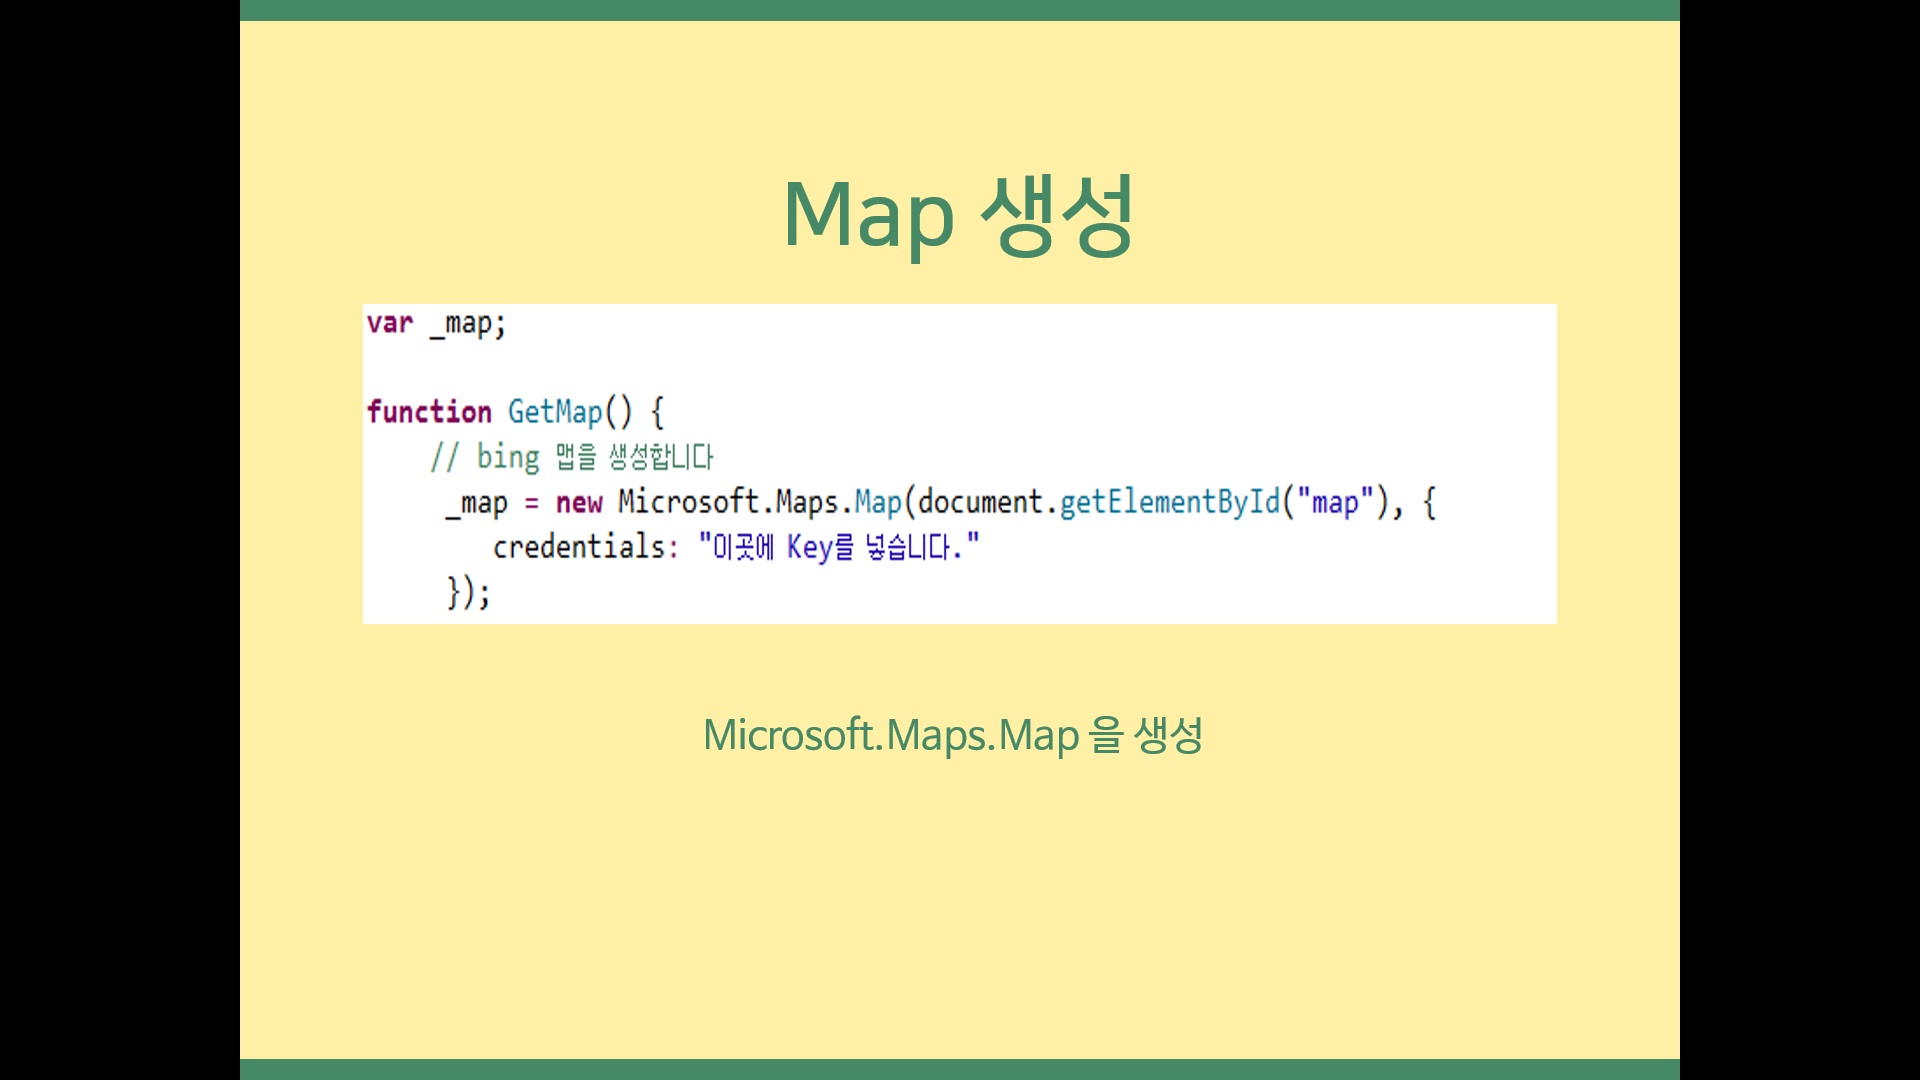 Map 생성
var _map;
function GetMap() {
// bing 맵을 생성합니다
_map = new Microsoft.Maps.Map(document.getElementById("map"), {
credentials: "이곳에 Key를 넣습니다."
});
Microsoft.Maps.Map 을 생성